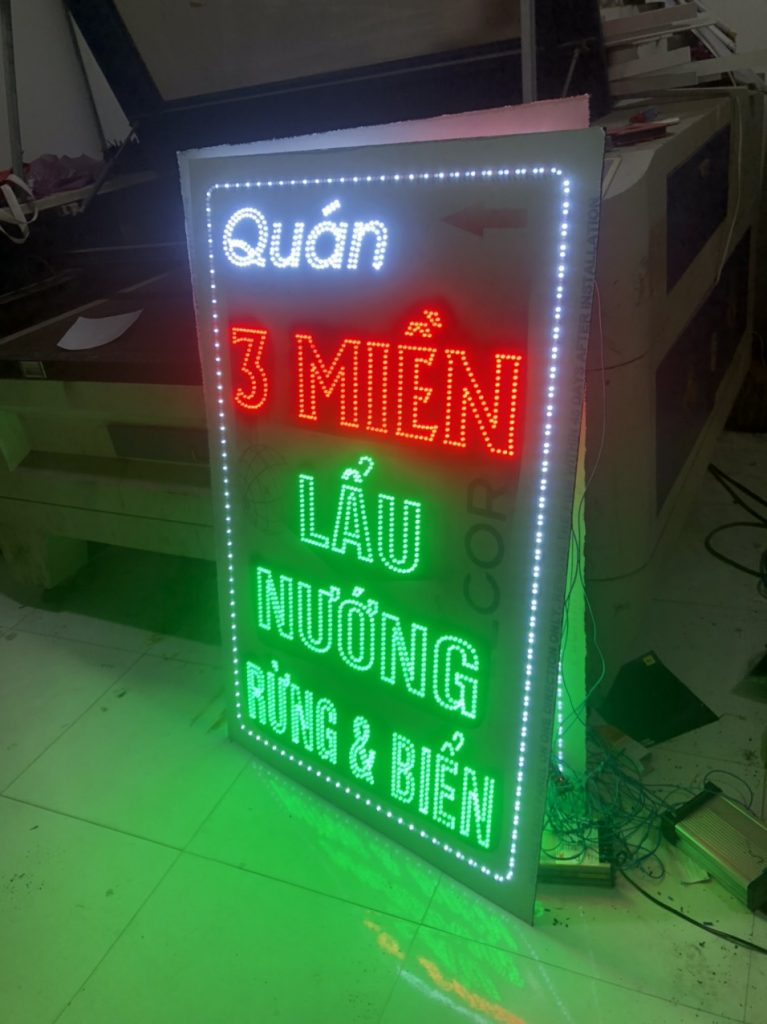 Quán
3 MIỀN
LẨU
NƯỚNG
RỪNG & BIỂN